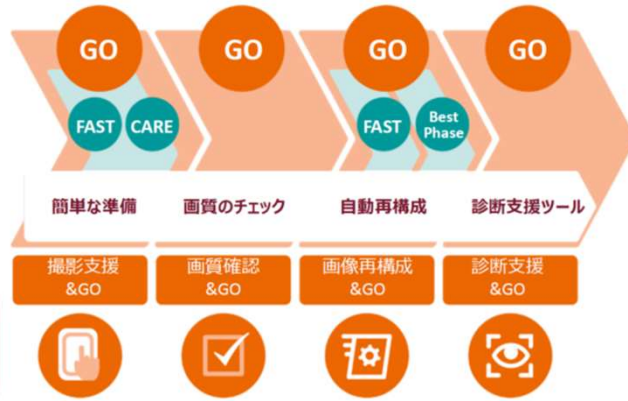 GO
GO
GO
GO
FAST
CARE
FAST
Best
Phase
簡単な準備
画質のチェック
自動再構成
診断支援ツール
撮影支援
&GO
画質確認
&GO
画像再構成
&GO
診断支援
&GO